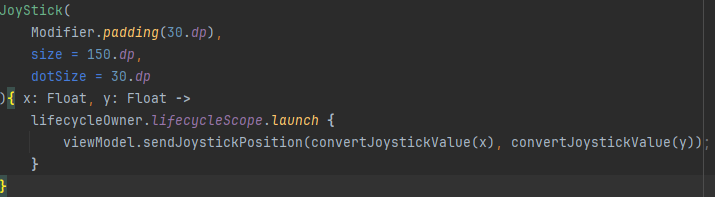 JoyStick(
Modifier.padding(30.dp),
size = 150.dp,
dotSize = 30.dp
){ x: Float, y: Float ->
lifecycleOwner.lifecycleScope.launch {
viewModel.sendJoystickPosition(convertJoystickValue(x), convertJoystickValue(y));
}
}